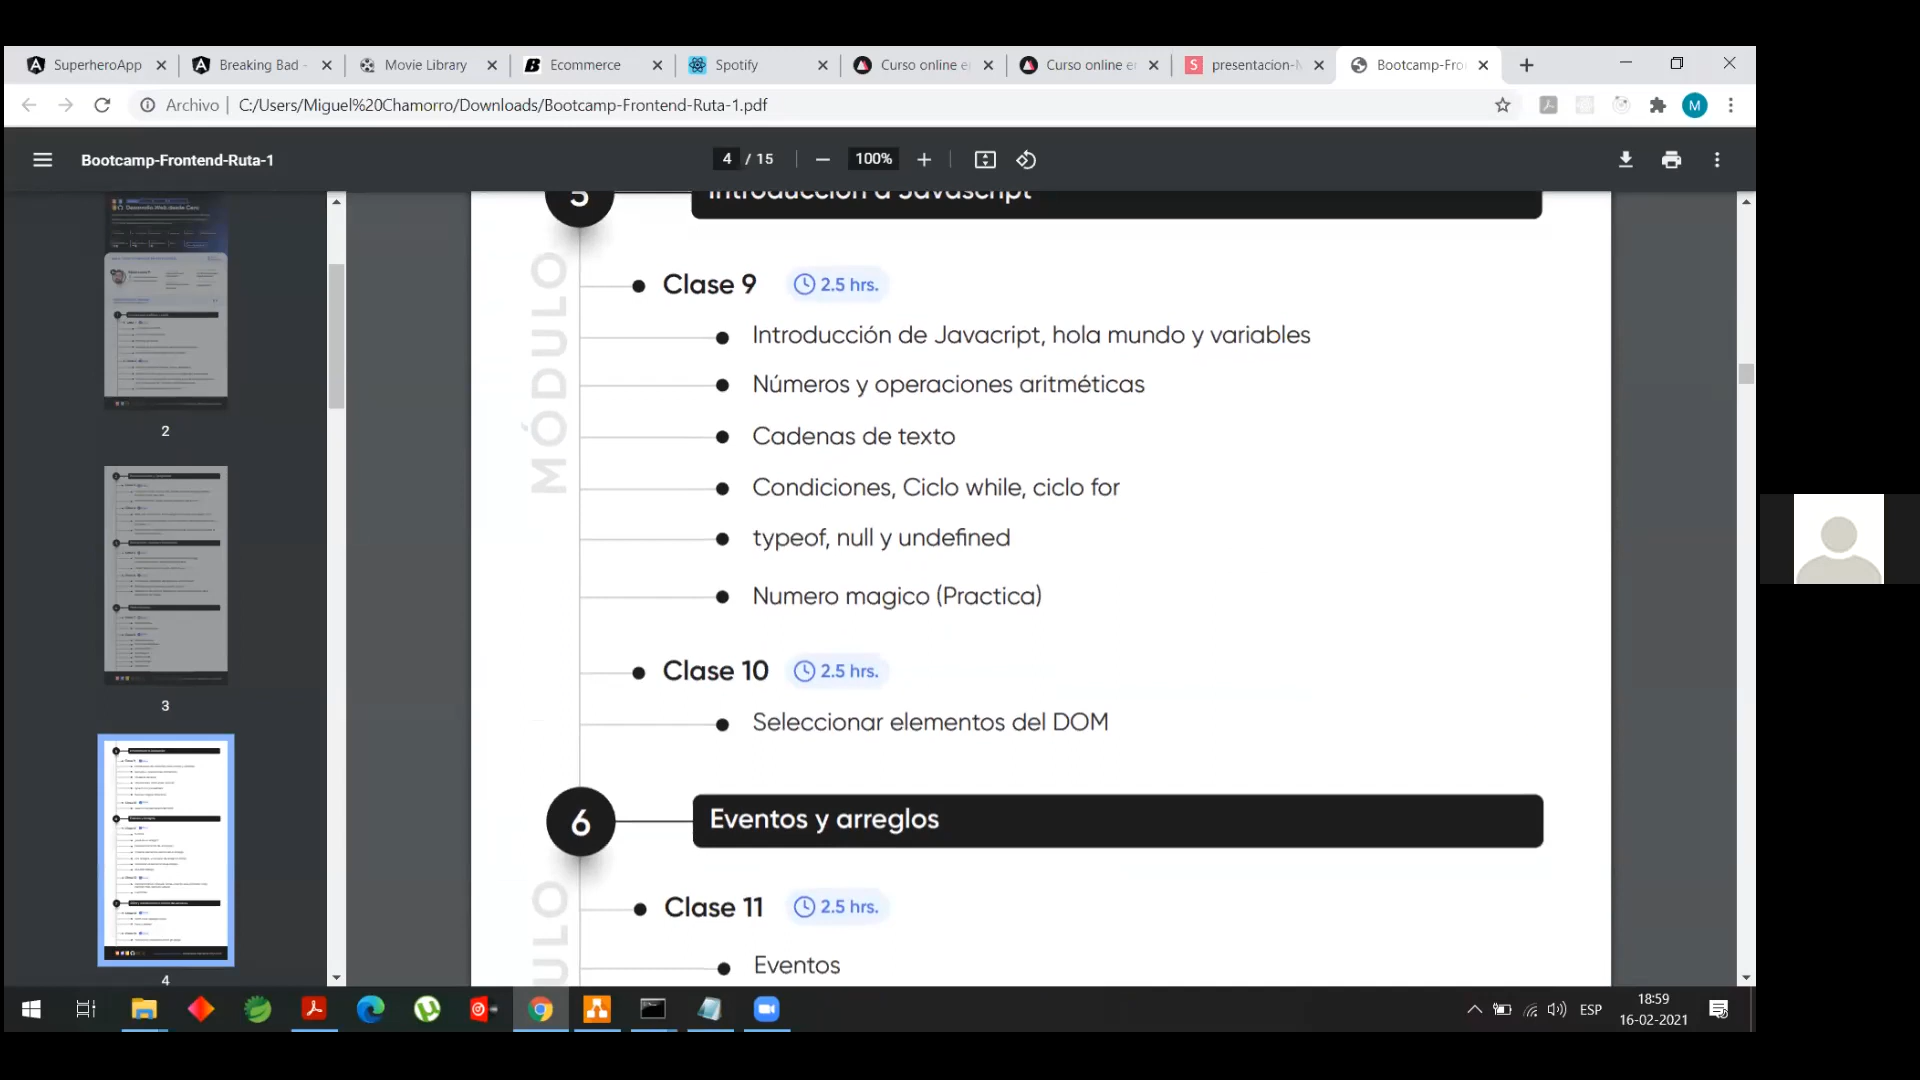 SuperheroApp
Breaking Bad -
Movie Library
Ecommerce
Spotify
Curso online e
Curso online e
presentacion-
Bootcamp-Fro
Archivo
C:/Users/Miguel%20Chamorro/Downloads/Bootcamp-Frontend-Ruta-1.pdf
M
Bootcamp-Frontend-Ruta-1
4 / 15
100%
2
3
4
5
Introducción a Javascript
MÓDULO
Clase 9
2.5 hrs.
Introducción de Javacript, hola mundo y variables
Números y operaciones aritméticas
Cadenas de texto
Condiciones, Ciclo while, ciclo for
typeof, null y undefined
Numero magico (Practica)
Clase 10
2.5 hrs.
Seleccionar elementos del DOM
6
Eventos y arreglos
ULO
Clase 11
2.5 hrs.
Eventos
ESP
18:59
16-02-2021